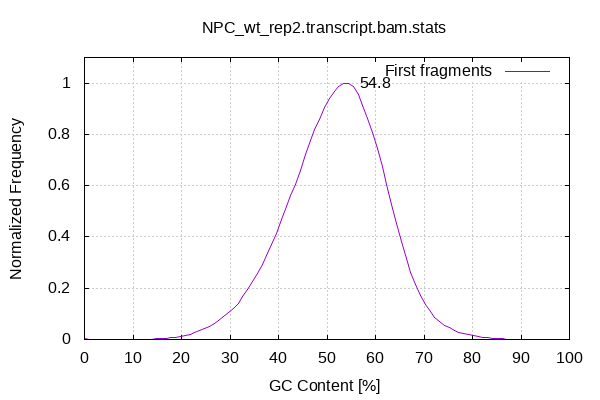 NPC_wt_rep2.transcript.bam.stats
First fragments
54.8
Normalized Frequency
1
0.8
0.6
0.4
0.2
0
0 10 20 30 40 50 60 70 80 90 100
GC Content [%]